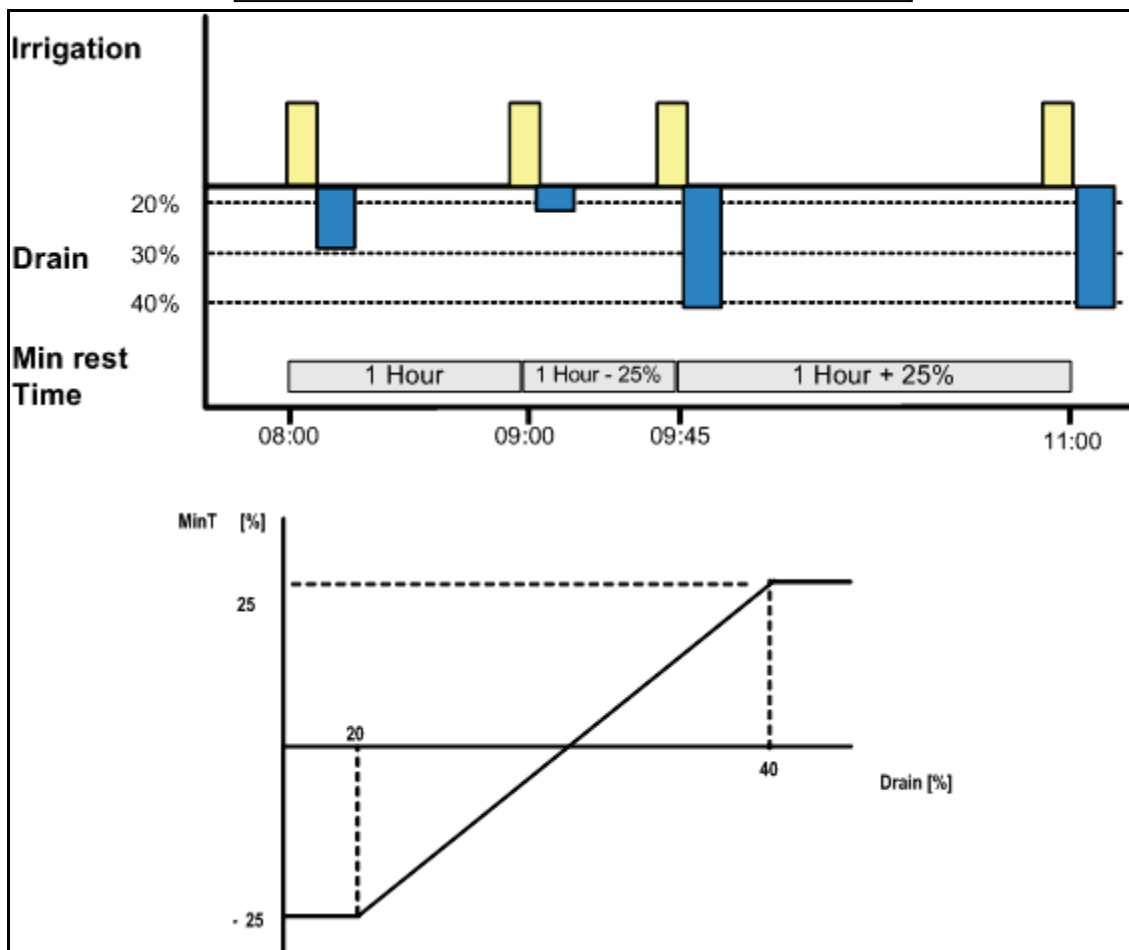 Irrigation
20%
Drain 30%
40%
Min rest
Time
1 Hour
1 Hour - 25%
1 Hour + 25%
08:00 09:00 09:45 11:00
MinT [%]
25
20
40
Drain [%]
- 25